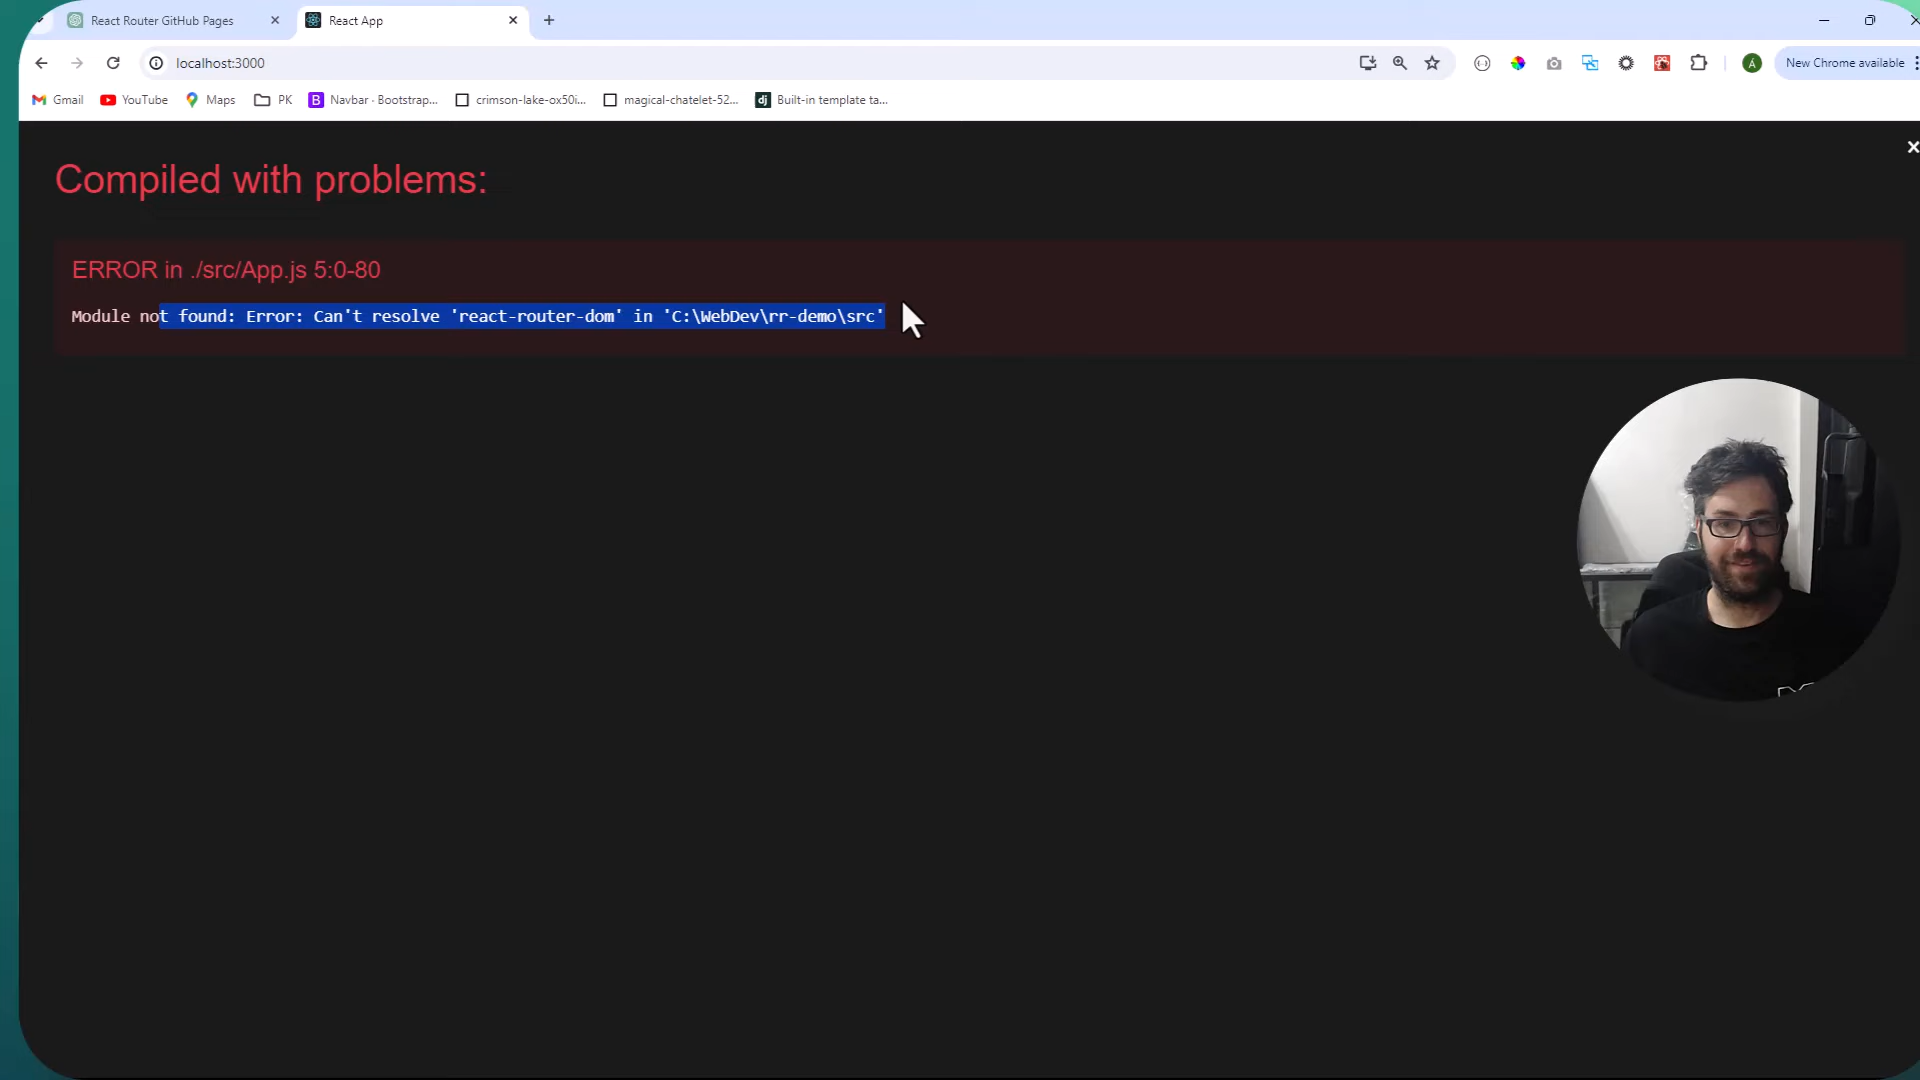 React Router GitHub Pages
React App
localhost:3000
New Chrome available
Gmail
YouTube
Maps
PK
Navbar · Bootstrap...
crimson-lake-ox50i...
magical-chatelet-52...
dj
Built-in template ta...
Compiled with problems:
ERROR in ./src/App.js 5:0-80
Module not found: Error: Can't resolve 'react-router-dom' in 'C:\WebDev\rr-demo\src'